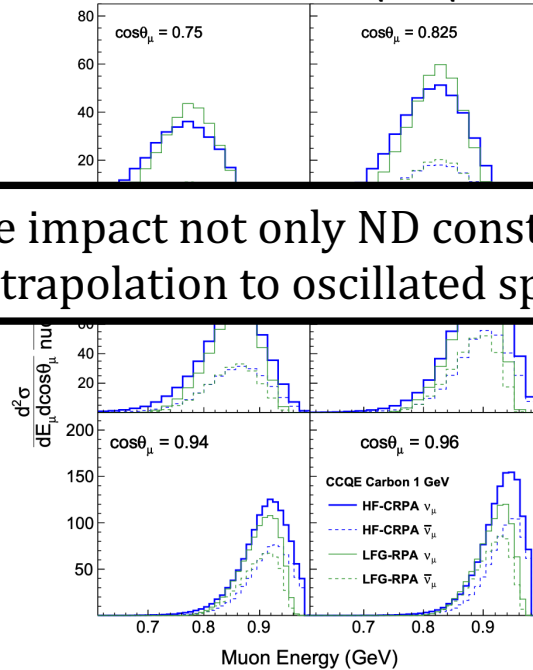 80
cosθμ = 0.75
cosθμ = 0.825
60
40
20
e impact not only ND const
trapolation to oscillated sp
d²σ
dEμdcosθμ
nuc
60
40
20
200
cosθμ = 0.94
cosθμ = 0.96
150
CCQE Carbon 1 GeV
HF-CRPA νμ
100
HF-CRPA ν̅μ
LFG-RPA νμ
50
LFG-RPA ν̅μ
0.7 0.8 0.9 0.7 0.8 0.9
Muon Energy (GeV)